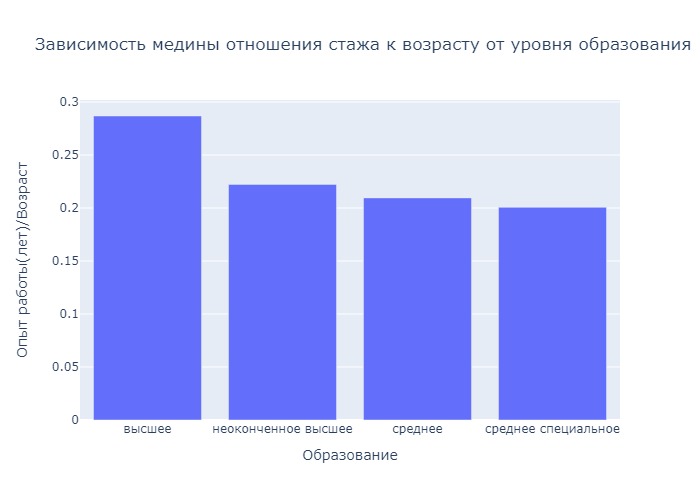 Зависимость медины отношения стажа к возрасту от уровня образования
Опыт работы(лет)/Возраст
0.3
0.25
0.2
0.15
0.1
0.05
0
высшее
неоконченное высшее
среднее
среднее специальное
Образование